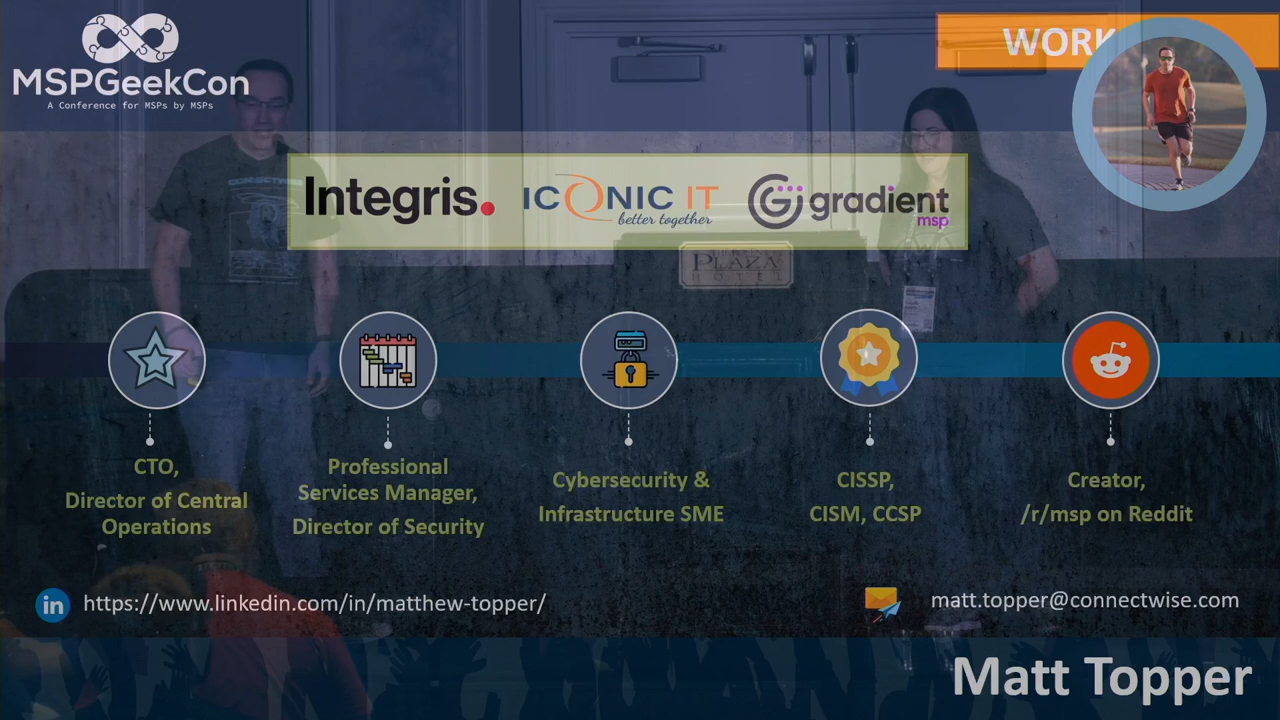 MSPGeekCon
A Conference for MSPs by MSPs
WORK
Integris.
ICONIC IT
better together
gradient
msp
PLAZA
HOTEL
CTO,
Director of Central
Operations
Professional
Services Manager,
Director of Security
Cybersecurity &
Infrastructure SME
CISSP,
CISM, CCSP
Creator,
/r/msp on Reddit
in
https://www.linkedin.com/in/matthew-topper/
matt.topper@connectwise.com
Matt Topper